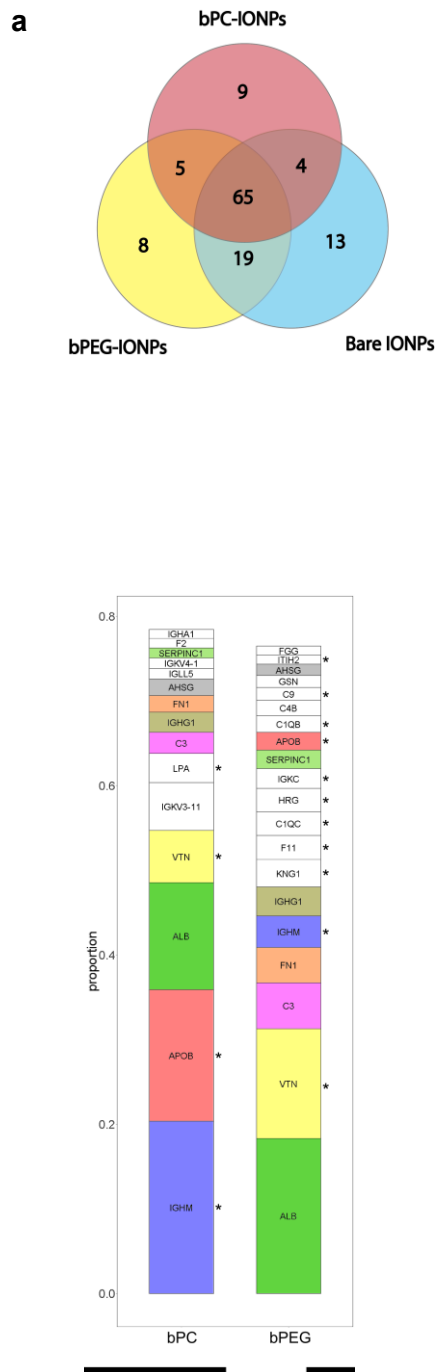 a
bPC-IONPs
9
5
4
65
8
19
13
bPEG-IONPs
Bare IONPs
proportion
0.8
0.6
0.4
0.2
0.0
IGHA1
F2
SERPINC1
IGKV4-1
IGLL5
AHSG
FN1
IGHG1
C3
LPA *
IGKV3-11
VTN *
ALB
APOB *
IGHM *
bPC
FGG
ITIH2 *
AHSG
GSN
C9 *
C4B
C1QB *
APOB *
SERPINC1
IGKC
HRG *
C1QC *
F11 *
KNG1 *
IGHG1
IGHM *
FN1
C3
VTN *
ALB
bPEG